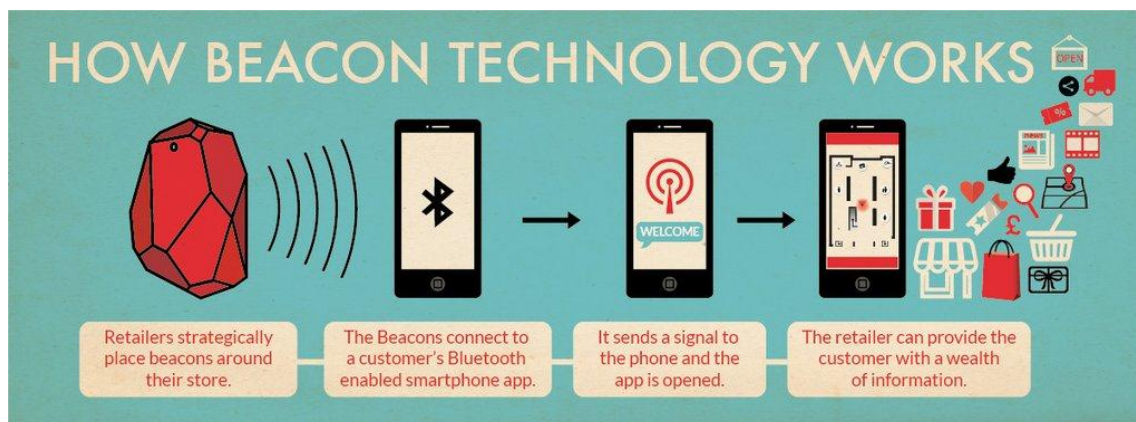 HOW BEACON TECHNOLOGY WORKS
OPEN
%
NEWS
WELCOME
£
Retailers strategically
place beacons around
their store.
The Beacons connect to
a customer's Bluetooth
enabled smartphone app.
It sends a signal to
the phone and the
app is opened.
The retailer can provide the
customer with a wealth
of information.